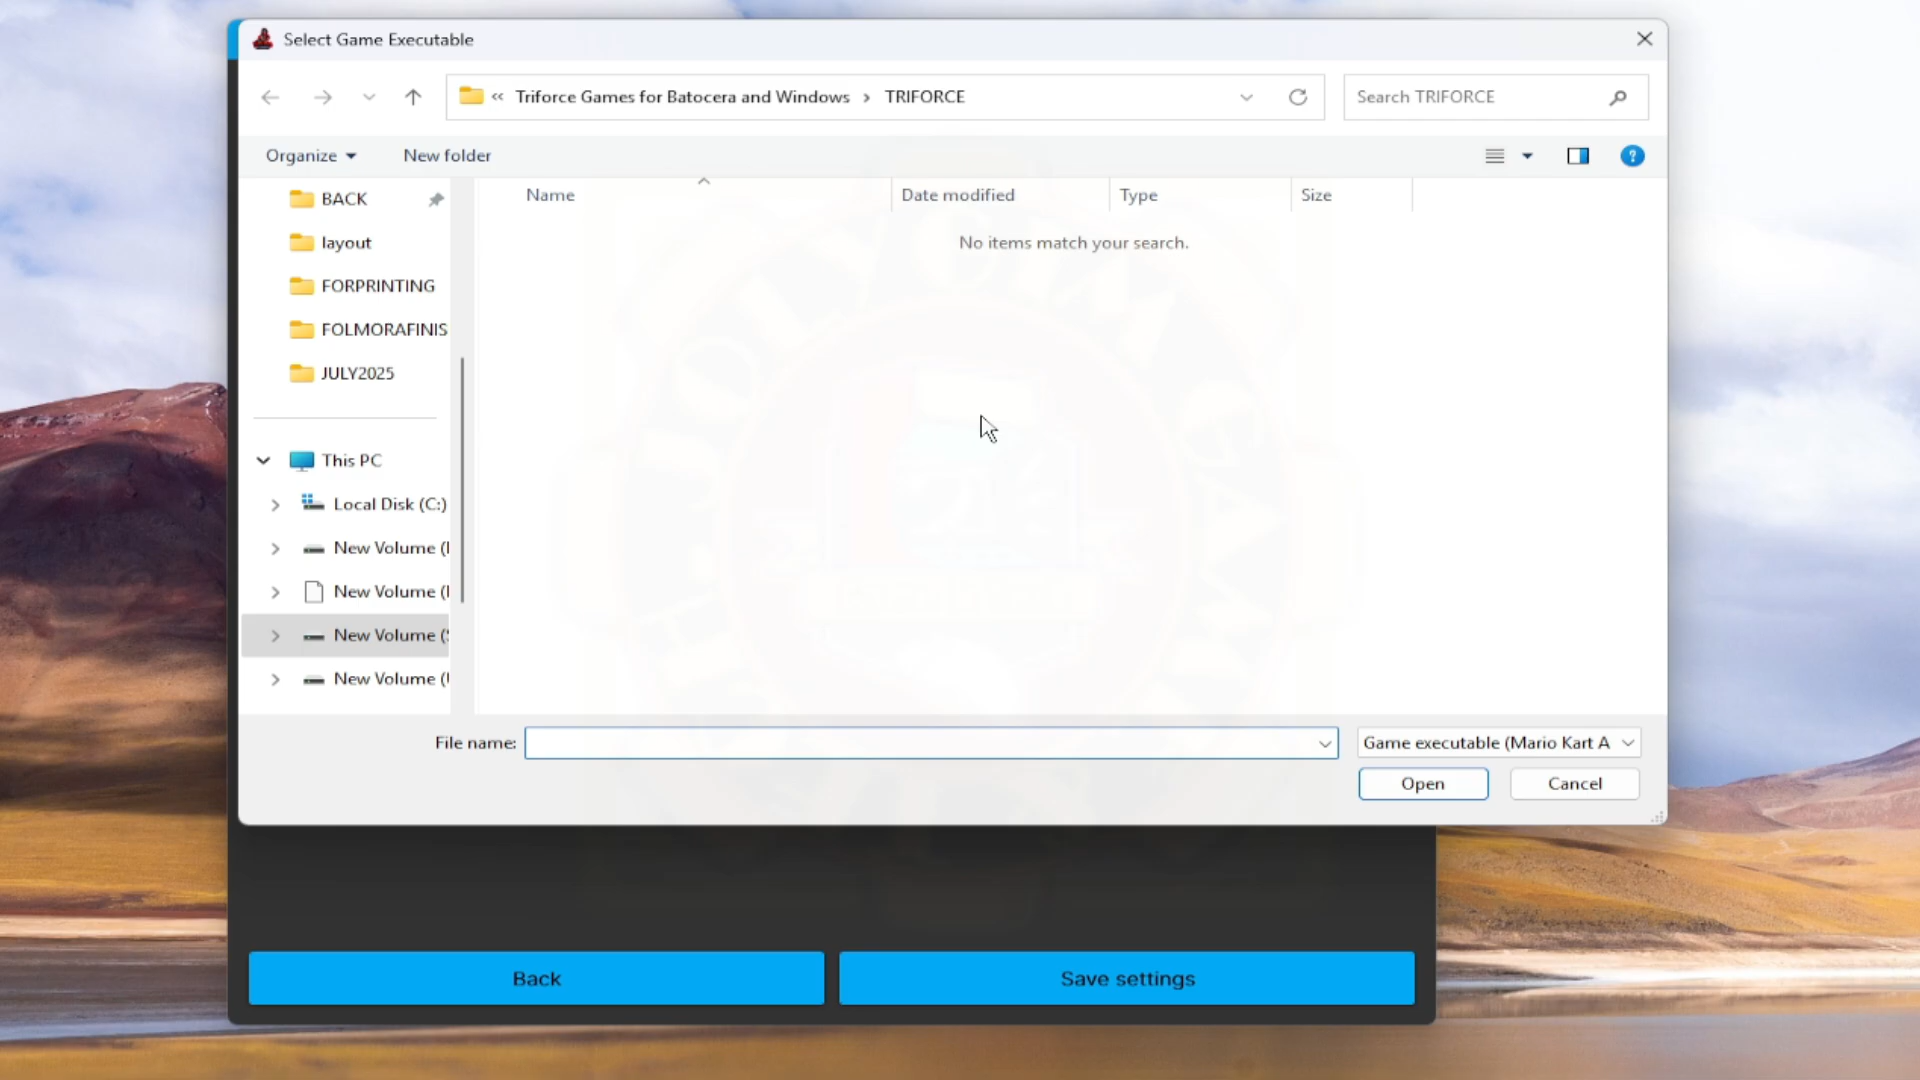 Select Game Executable
« Triforce Games for Batocera and Windows › TRIFORCE
Search TRIFORCE
Organize
New folder
Name
Date modified
Type
Size
No items match your search.
BACK
layout
FORPRINTING
FOLMORAFINIS
JULY2025
This PC
Local Disk (C:)
New Volume (
New Volume (
New Volume (
New Volume (
File name:
Game executable (Mario Kart A
Open
Cancel
Back
Save settings